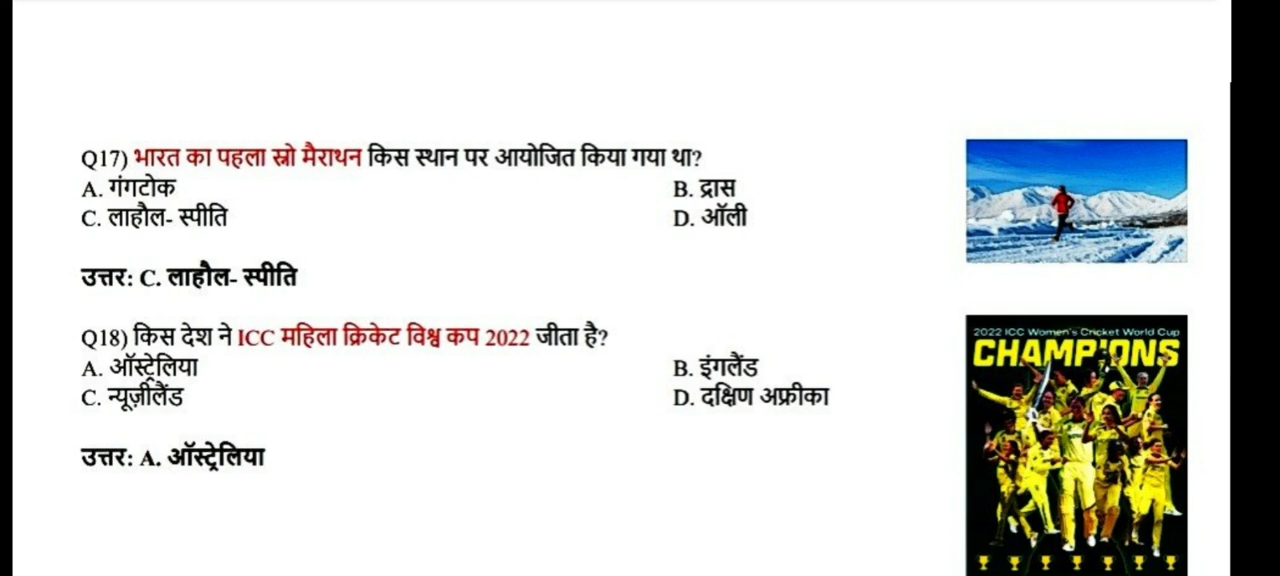 Q17) भारत का पहला स्नो मैराथन किस स्थान पर आयोजित किया गया था?
A. गंगटोक B. द्रास
C. लाहौल- स्पीति D. ऑली
उत्तर: C. लाहौल- स्पीति
Q18) किस देश ने ICC महिला क्रिकेट विश्व कप 2022 जीता है?
A. ऑस्ट्रेलिया B. इंगलैंड
C. न्यूज़ीलैंड D. दक्षिण अफ्रीका
उत्तर: A. ऑस्ट्रेलिया
2022 ICC Women's Cricket World Cup
CHAMPIONS